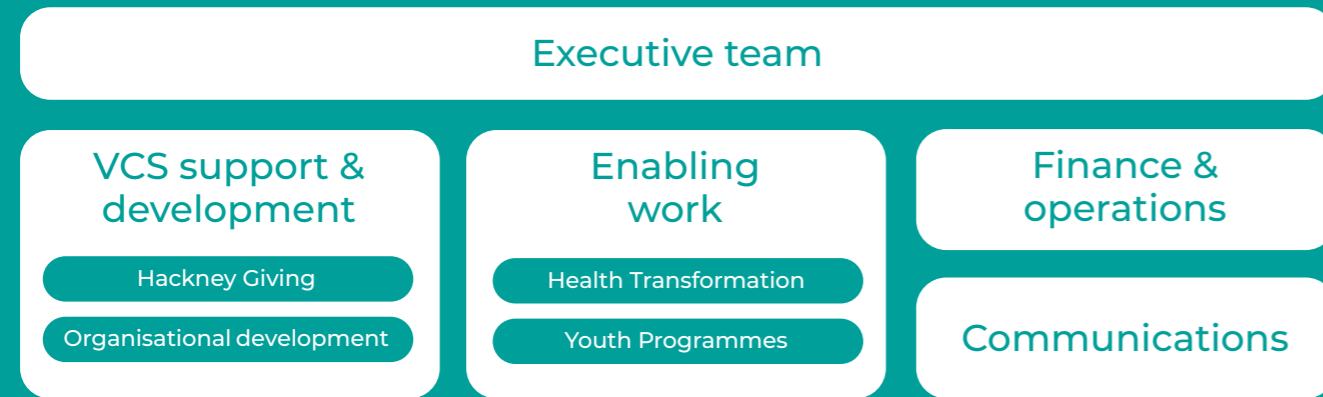 Executive team
VCS support &
development
Hackney Giving
Organisational development
Enabling
work
Health Transformation
Youth Programmes
Finance &
operations
Communications